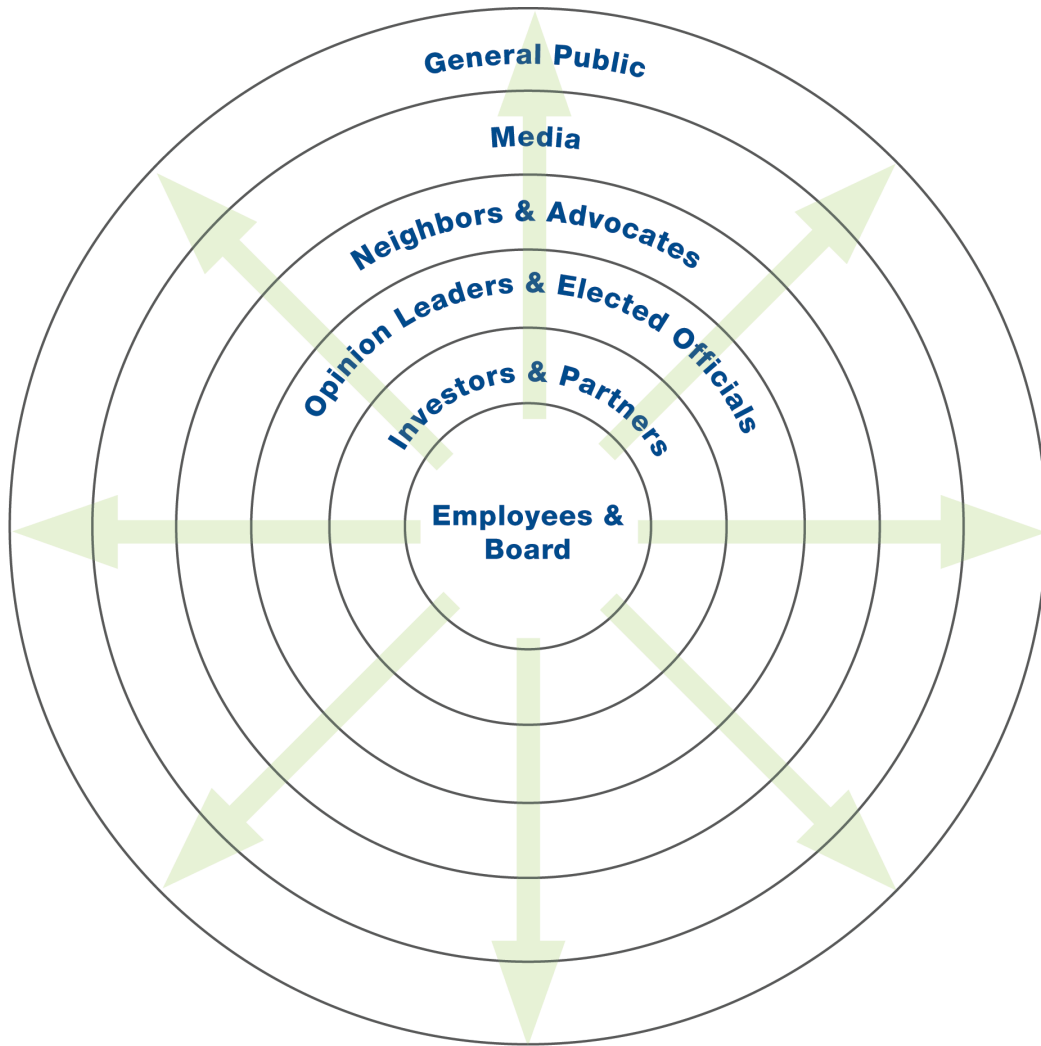 General Public
Media
Neighbors & Advocates
Opinion Leaders & Elected Officials
Investors & Partners
Employees &
Board